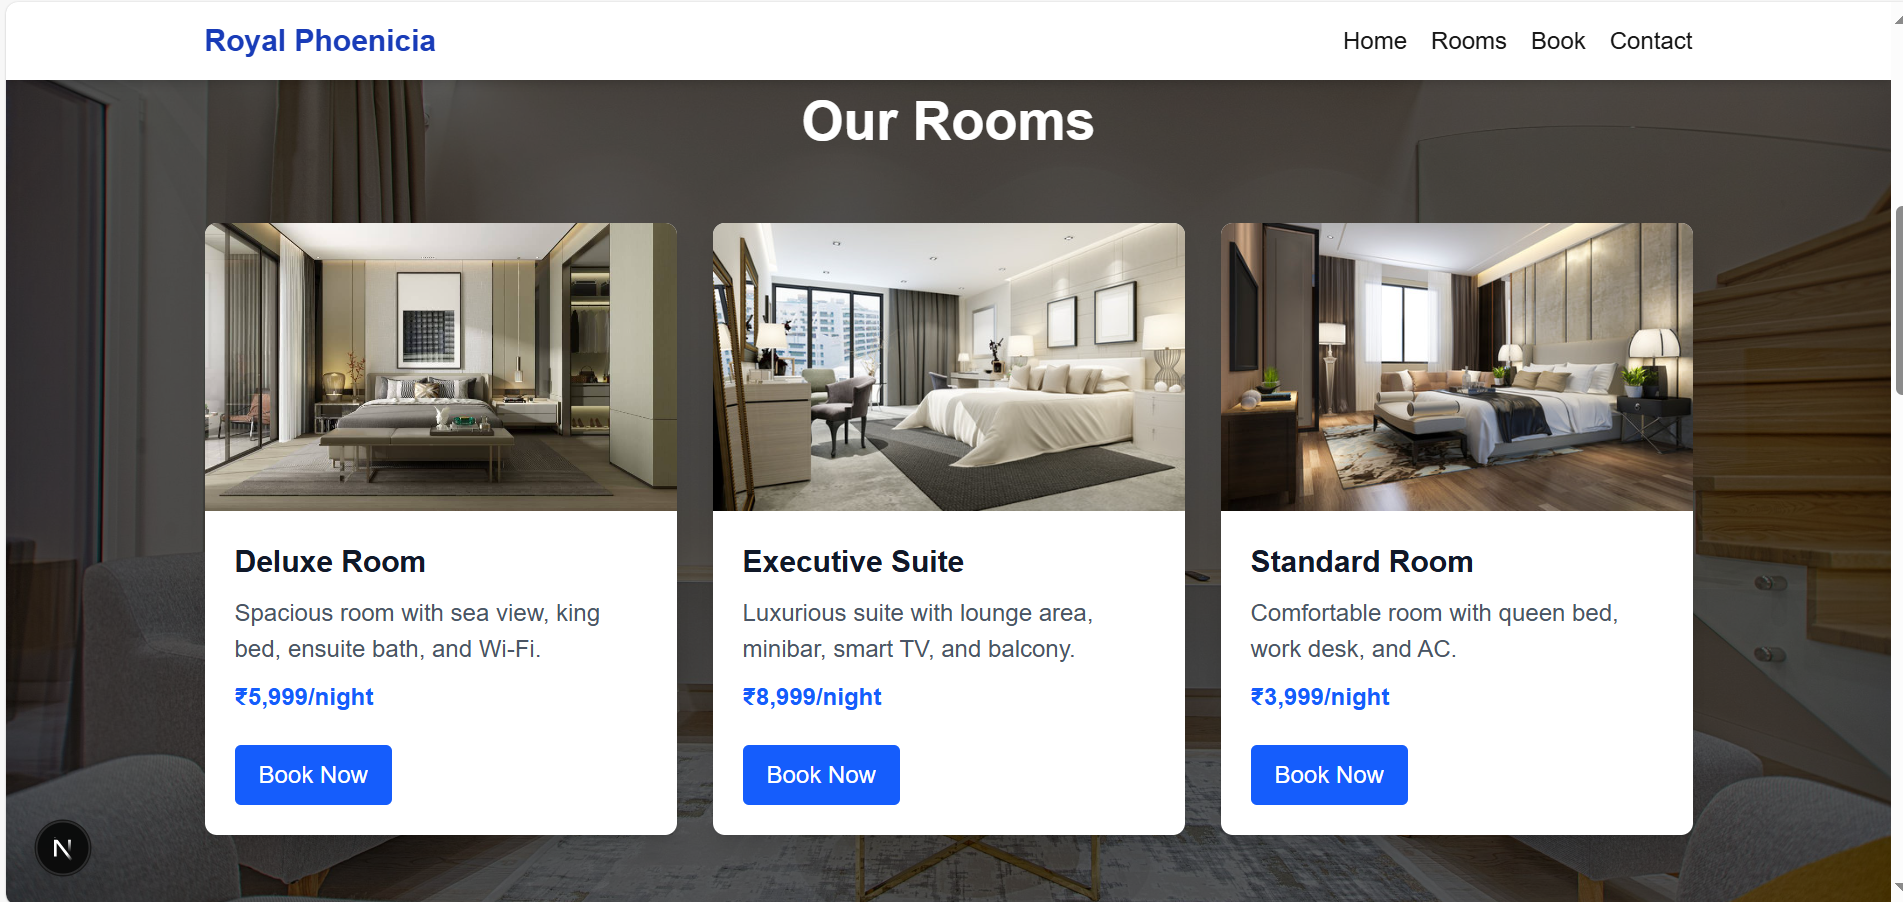 Royal Phoenicia
Home Rooms Book Contact
Our Rooms
Deluxe Room
Spacious room with sea view, king
bed, ensuite bath, and Wi-Fi.
₹5,999/night
Book Now
Executive Suite
Luxurious suite with lounge area,
minibar, smart TV, and balcony.
₹8,999/night
Book Now
Standard Room
Comfortable room with queen bed,
work desk, and AC.
₹3,999/night
Book Now
N